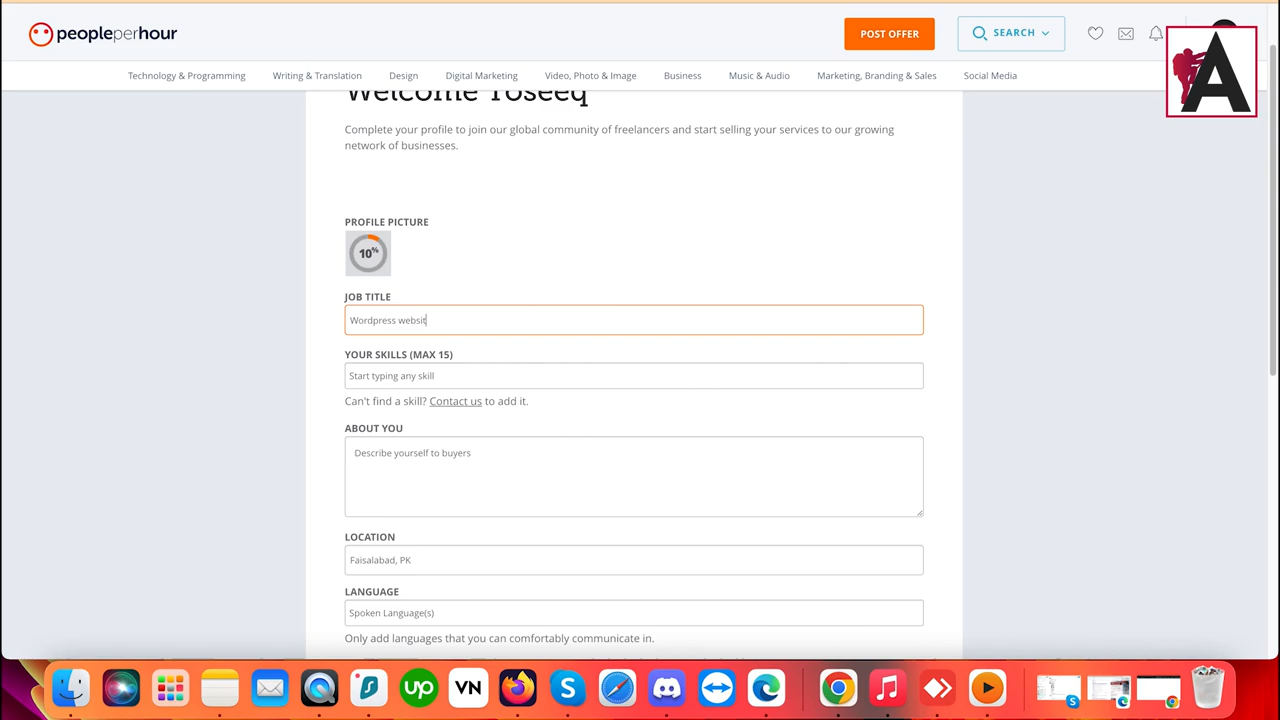 peopleperhour
POST OFFER
SEARCH
Technology & Programming
Writing & Translation
Design
Digital Marketing
Video, Photo & Image
Business
Music & Audio
Marketing, Branding & Sales
Social Media
A
Welcome Toseeq
Complete your profile to join our global community of freelancers and start selling your services to our growing
network of businesses.
PROFILE PICTURE
10%
JOB TITLE
Wordpress websit
YOUR SKILLS (MAX 15)
Start typing any skill
Can't find a skill? Contact us to add it.
ABOUT YOU
Describe yourself to buyers
LOCATION
Faisalabad, PK
LANGUAGE
Spoken Language(s)
Only add languages that you can comfortably communicate in.
up
VN